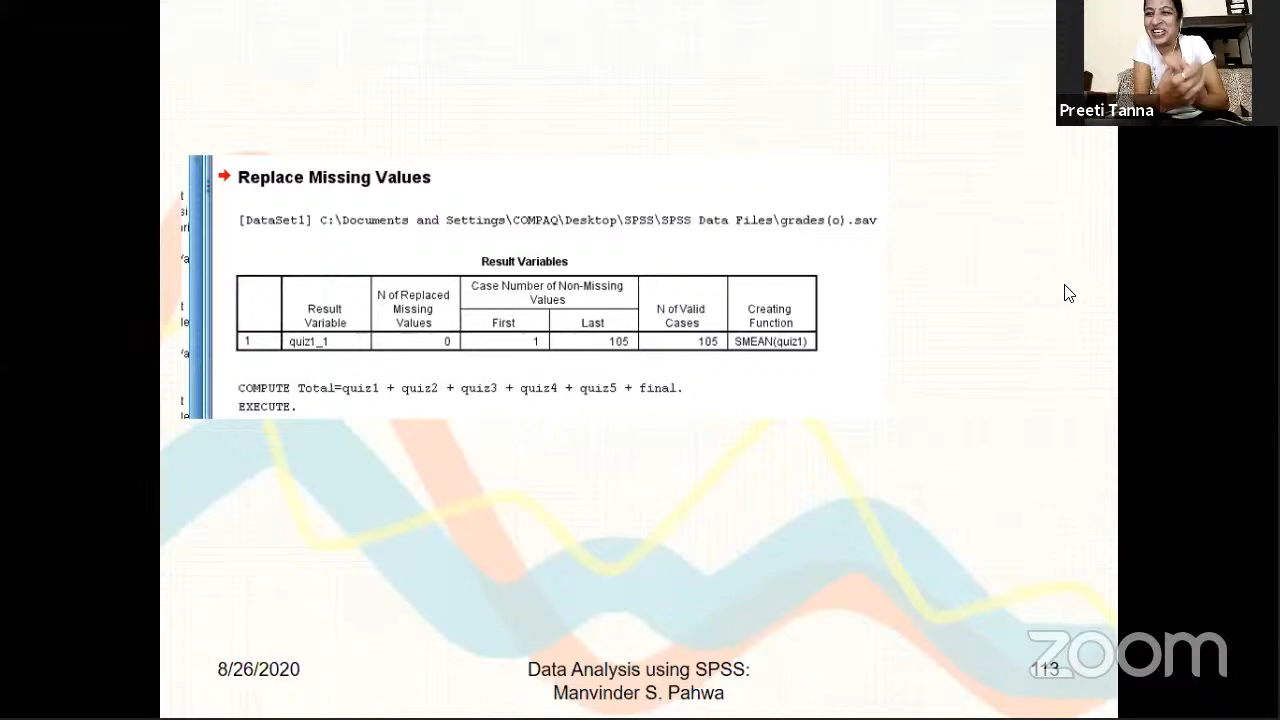 Preeti Tanna
Replace Missing Values
[DataSet1] C:\Documents and Settings\COMPAQ\Desktop\SPSS\SPSS Data Files\grades(o).sav
Result Variables
Result Variable
N of Replaced Missing Values
Case Number of Non-Missing Values
First
Last
N of Valid Cases
Creating Function
1 quiz1_1 0 1 105 105 SMEAN(quiz1)
COMPUTE Total=quiz1 + quiz2 + quiz3 + quiz4 + quiz5 + final.
EXECUTE.
8/26/2020
Data Analysis using SPSS:
Manvinder S. Pahwa
113
zoom